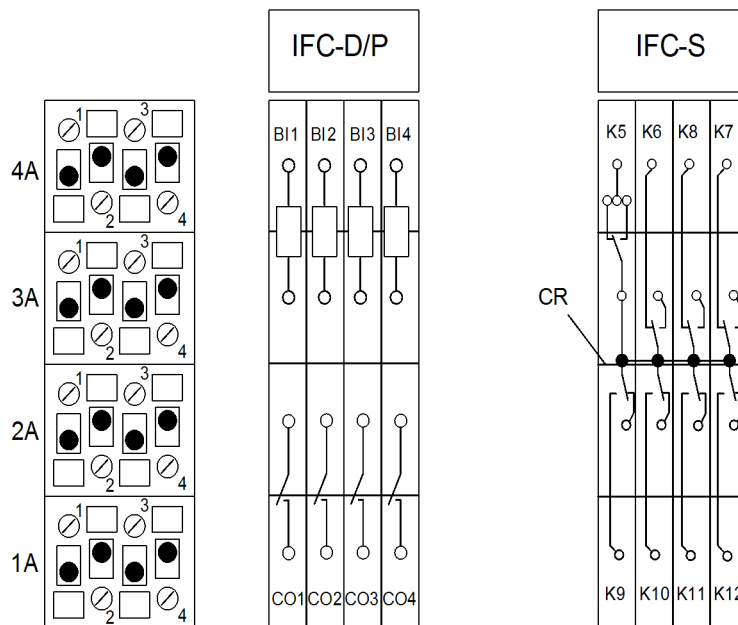 IFC-D/P
IFC-S
1
3
BI1 BI2 BI3 BI4
K5 K6 K8 K7
4A
2
4
1
3
3A
2
4
CR
1
3
2A
2
4
1
3
1A
2
4
CO1 CO2 CO3 CO4
K9 K10 K11 K12